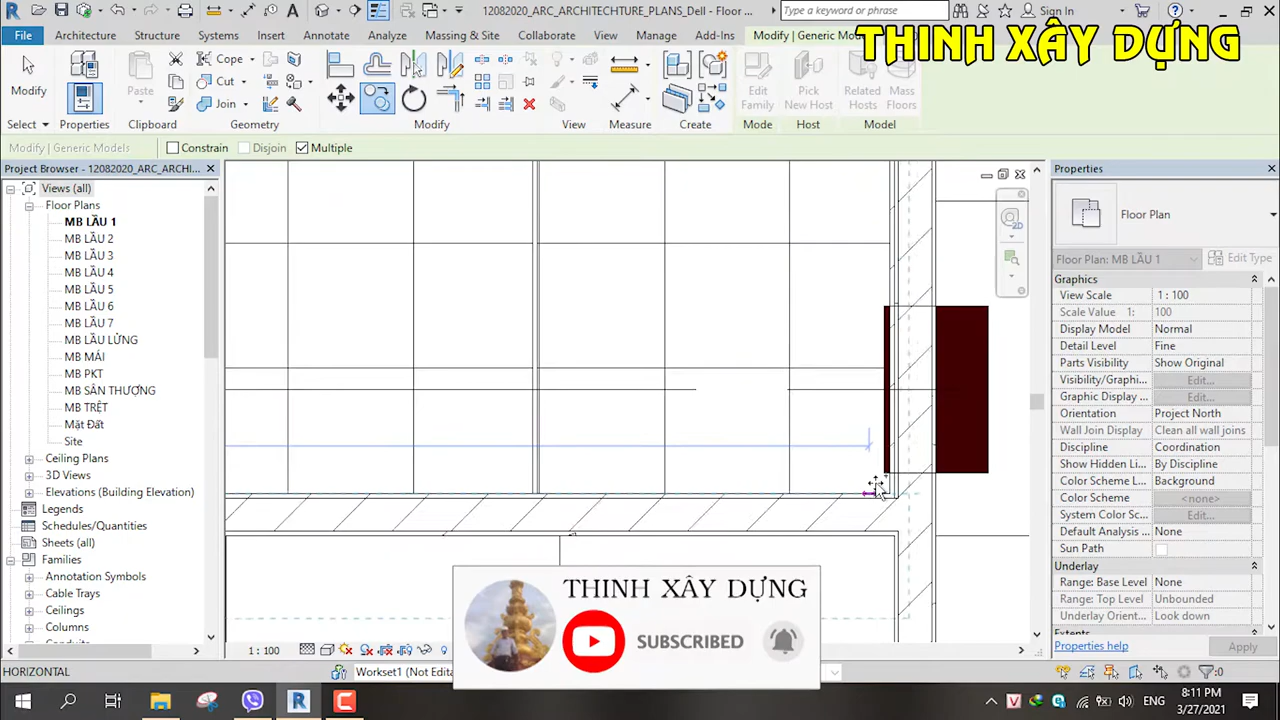 12082020_ARC_ARCHITECHTURE_PLANS_Dell - Floor ...
Type a keyword or phrase
Sign In
THINH XÂY DỰNG
File
Architecture
Structure
Systems
Insert
Annotate
Analyze
Massing & Site
Collaborate
View
Manage
Add-Ins
Modify | Generic Models
Modify
Paste
Cope
Cut
Join
Edit Family
Pick New Host
Related Hosts
Mass Floors
Select
Properties
Clipboard
Geometry
Modify
View
Measure
Create
Mode
Host
Model
Modify | Generic Models
Constrain
Disjoin
Multiple
Project Browser - 12082020_ARC_ARCHI...
Views (all)
Floor Plans
MB LẦU 1
MB LẦU 2
MB LẦU 3
MB LẦU 4
MB LẦU 5
MB LẦU 6
MB LẦU 7
MB LẦU LỬNG
MB MÁI
MB PKT
MB SÂN THƯỢNG
MB TRỆT
Mặt Đất
Site
Ceiling Plans
3D Views
Elevations (Building Elevation)
Legends
Schedules/Quantities
Sheets (all)
Families
Annotation Symbols
Cable Trays
Ceilings
Columns
2D
Properties
Floor Plan
Floor Plan: MB LẦU 1
Edit Type
Graphics
View Scale 1 : 100
Scale Value 1: 100
Display Model Normal
Detail Level Fine
Parts Visibility Show Original
Visibility/Graphi... Edit...
Graphic Display ... Edit...
Orientation Project North
Wall Join Display Clean all wall joins
Discipline Coordination
Show Hidden Li... By Discipline
Color Scheme L... Background
Color Scheme <none>
System Color Sc... Edit...
Default Analysi... None
Sun Path
Underlay
Range: Base Level None
Range: Top Level Unbounded
Underlay Orient... Look down
Extents
Properties help
Apply
THINH XÂY DỰNG
SUBSCRIBED
1 : 100
HORIZONTAL
Workset1 (Not Edita
:0
ENG
8:11 PM
3/27/2021